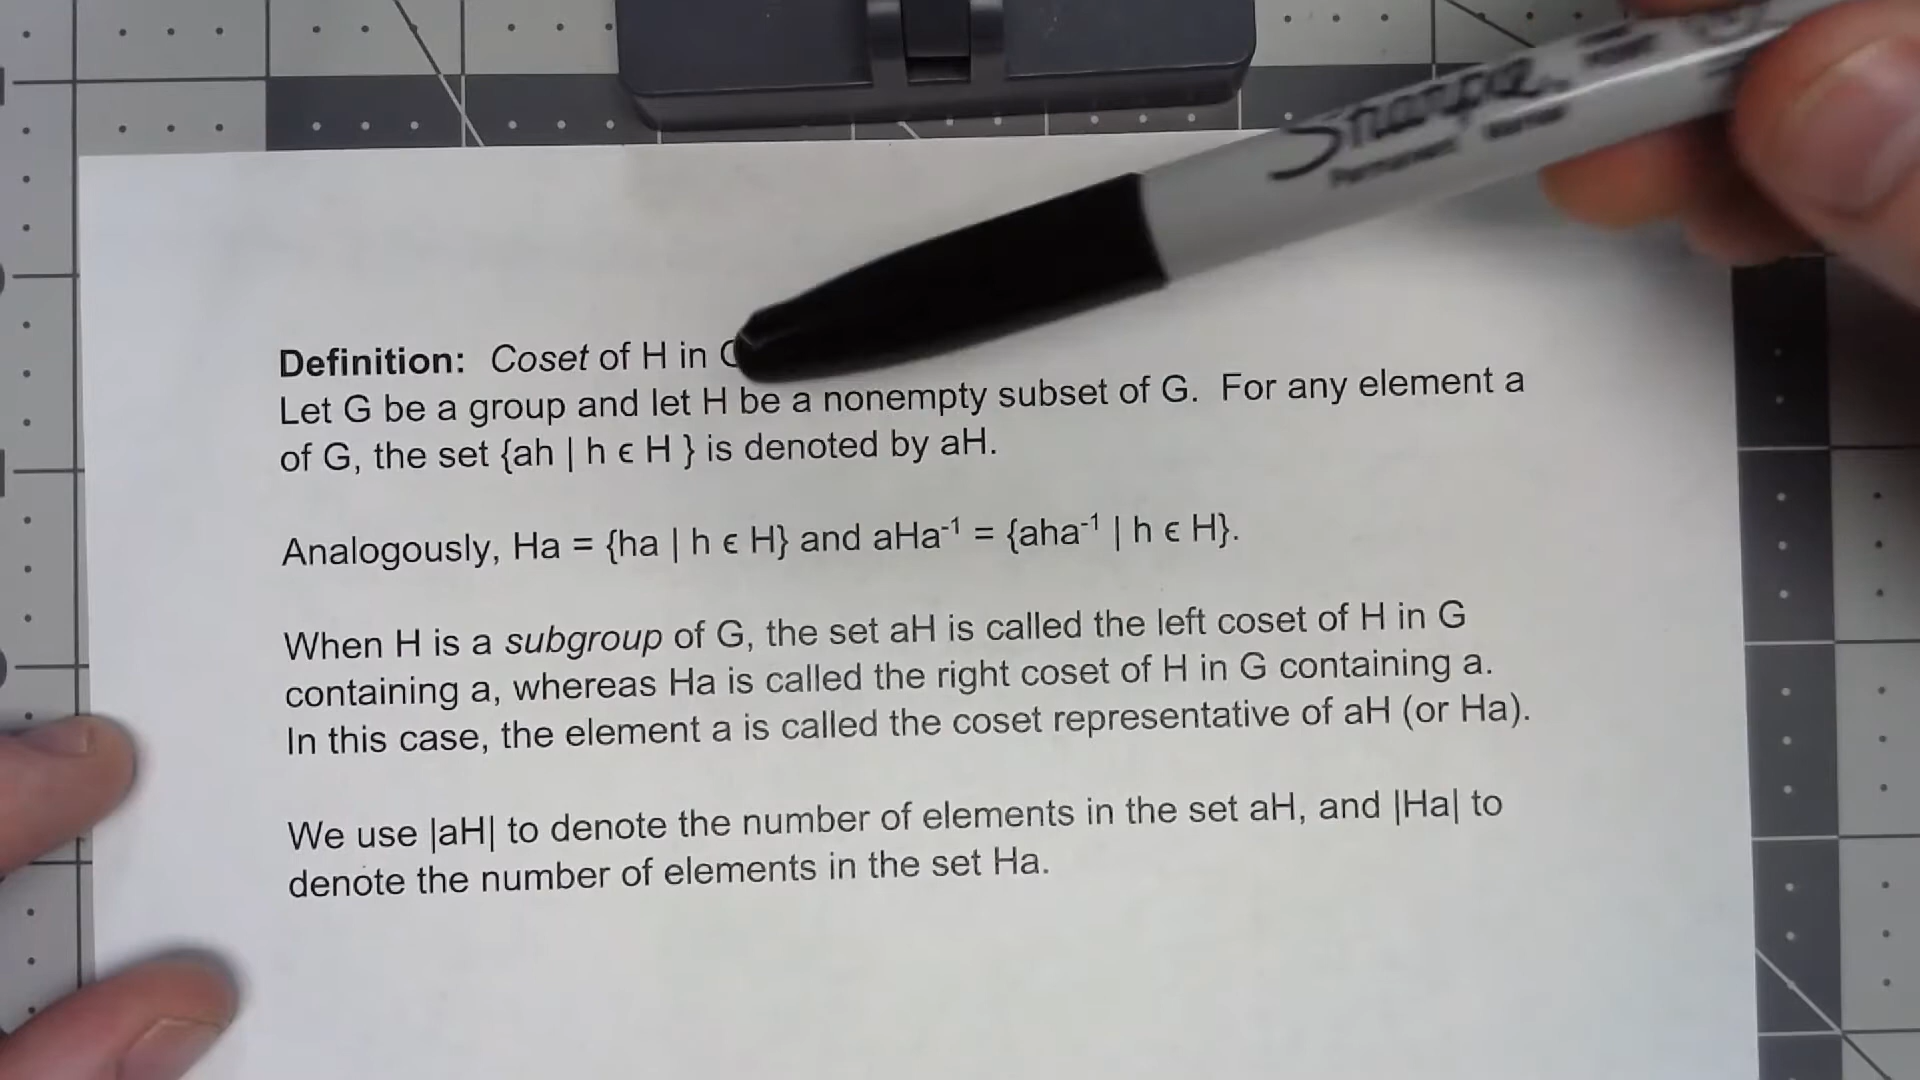 Sharpie
Definition: Coset of H in
Let G be a group and let H be a nonempty subset of G. For any element a
of G, the set {ah | h ϵ H } is denoted by aH.
Analogously, Ha = {ha | h ϵ H} and aHa⁻¹ = {aha⁻¹ | h ϵ H}.
When H is a subgroup of G, the set aH is called the left coset of H in G
containing a, whereas Ha is called the right coset of H in G containing a.
In this case, the element a is called the coset representative of aH (or Ha).
We use |aH| to denote the number of elements in the set aH, and |Ha| to
denote the number of elements in the set Ha.